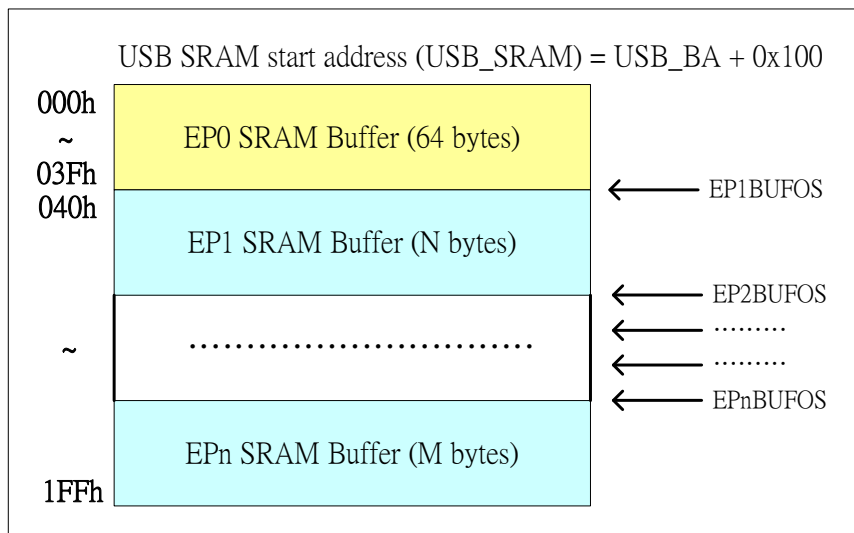 USB SRAM start address (USB_SRAM) = USB_BA + 0x100
000h
~
03Fh
040h
~
1FFh
EP0 SRAM Buffer (64 bytes)
EP1 SRAM Buffer (N bytes)
..............................
EPn SRAM Buffer (M bytes)
EP1BUFOS
EP2BUFOS
.........
.........
EPnBUFOS